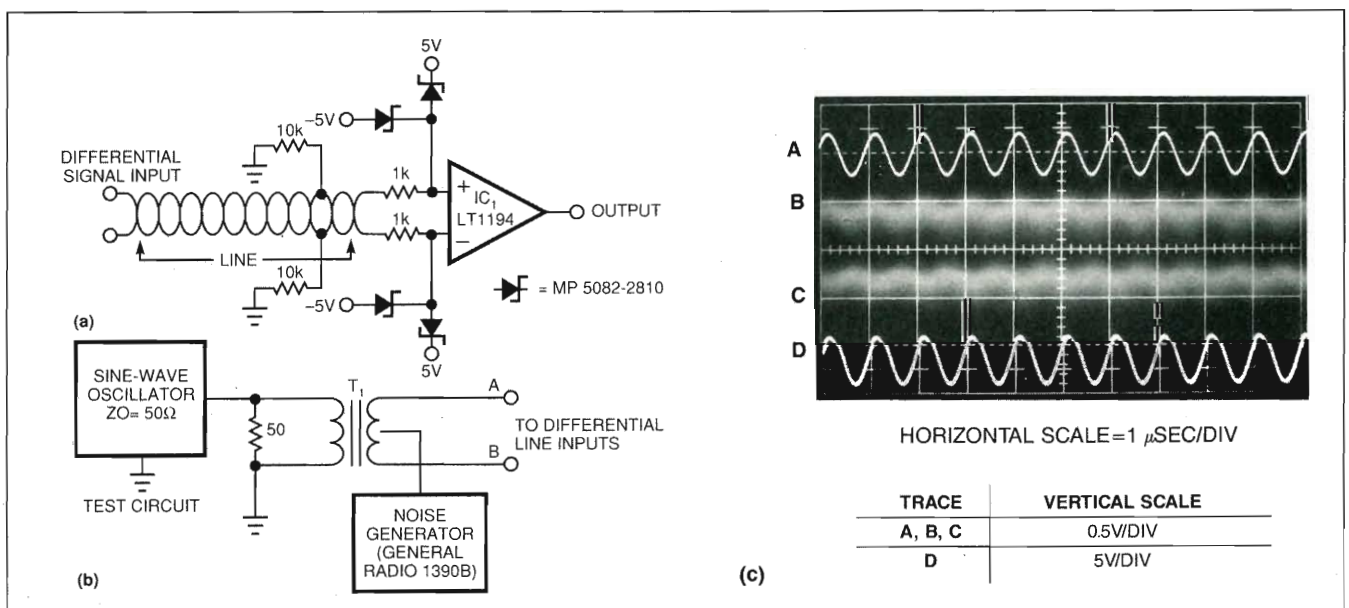 5V
-5V
10k
DIFFERENTIAL
SIGNAL INPUT
1k
+
IC1
LT1194
OUTPUT
1k
−
LINE
10k
= MP 5082-2810
-5V
(a)
5V
SINE-WAVE
OSCILLATOR
ZO= 50Ω
50
T1
A
TO DIFFERENTIAL
LINE INPUTS
B
TEST CIRCUIT
NOISE
GENERATOR
(GENERAL
RADIO 1390B)
(b)
A
B
C
D
HORIZONTAL SCALE=1 μSEC/DIV
TRACE VERTICAL SCALE
A, B, C 0.5V/DIV
D 5V/DIV
(c)